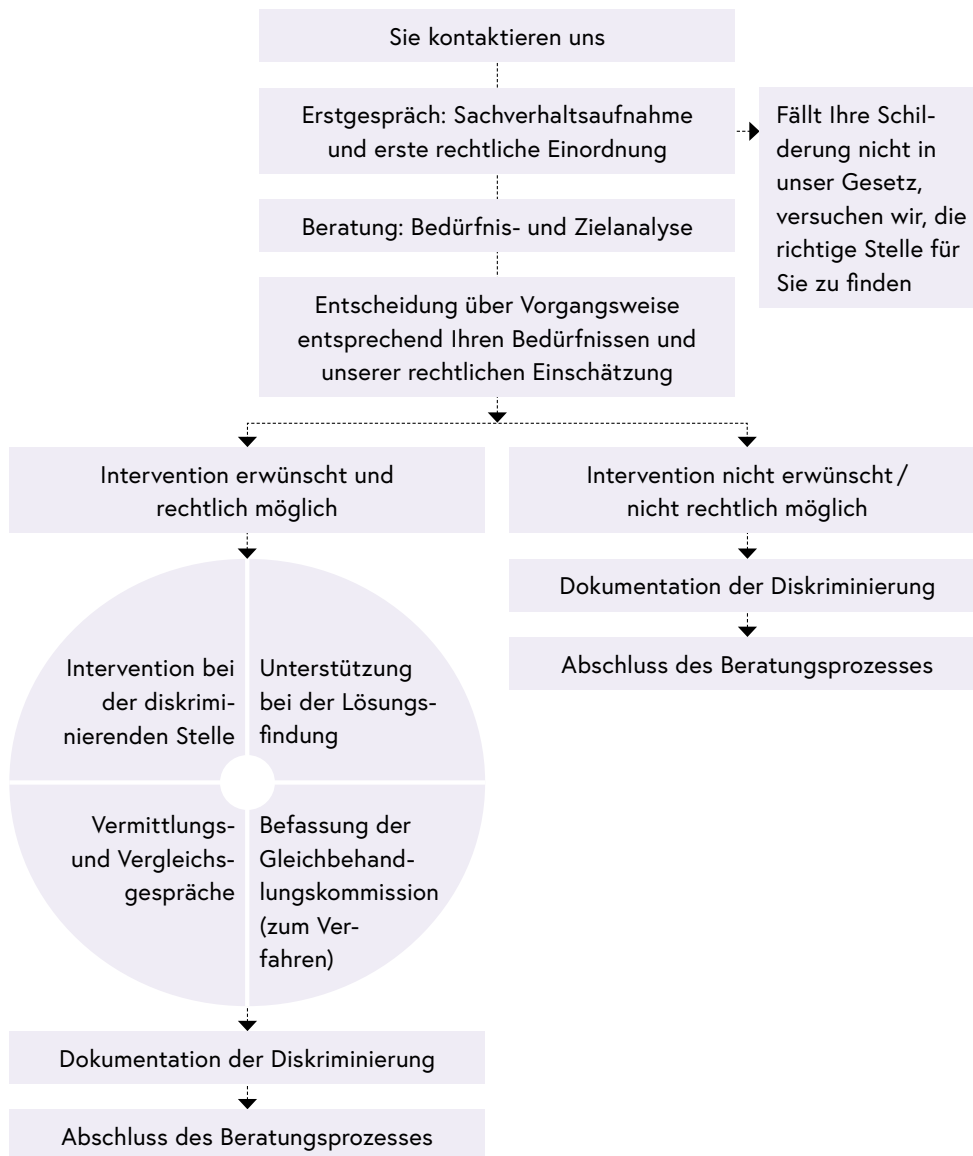 Sie kontaktieren uns
Erstgespräch: Sachverhaltsaufnahme
und erste rechtliche Einordnung
Fällt Ihre Schil-
derung nicht in
unser Gesetz,
versuchen wir, die
richtige Stelle für
Sie zu finden
Beratung: Bedürfnis- und Zielanalyse
Entscheidung über Vorgangsweise
entsprechend Ihren Bedürfnissen und
unserer rechtlichen Einschätzung
Intervention erwünscht und
rechtlich möglich
Intervention nicht erwünscht /
nicht rechtlich möglich
Dokumentation der Diskriminierung
Abschluss des Beratungsprozesses
Intervention bei
der diskrimi-
nierenden Stelle
Unterstützung
bei der Lösungs-
findung
Vermittlungs-
und Vergleichs-
gespräche
Befassung der
Gleichbehand-
lungskommission
(zum Ver-
fahren)
Dokumentation der Diskriminierung
Abschluss des Beratungsprozesses